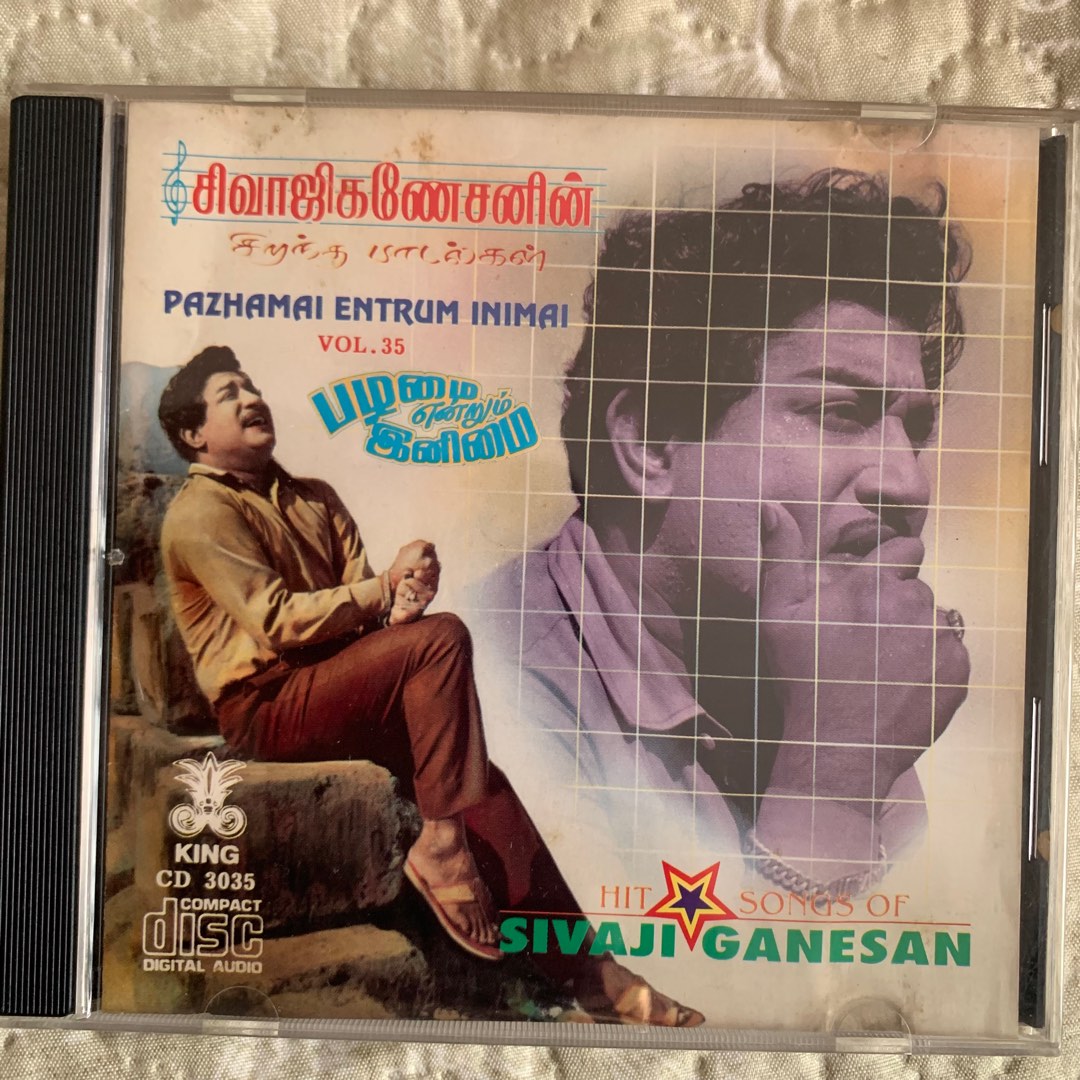 சிவாஜிகணேசனின்
சிறந்த பாடல்கள்
PAZHAMAI ENTRUM INIMAI
VOL.35
பழமை
என்றும்
இனிமை
KING
CD 3035
COMPACT
disc
DIGITAL AUDIO
HIT SONGS OF
SIVAJI GANESAN